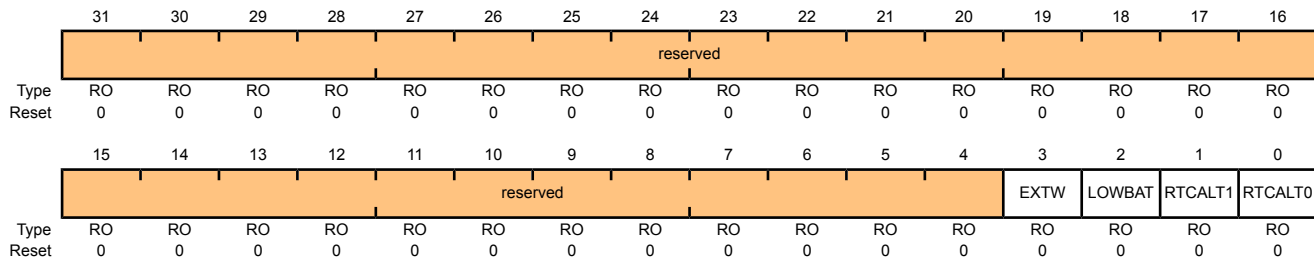 31 30 29 28 27 26 25 24 23 22 21 20 19 18 17 16
reserved
Type RO RO RO RO RO RO RO RO RO RO RO RO RO RO RO RO
Reset 0 0 0 0 0 0 0 0 0 0 0 0 0 0 0 0
15 14 13 12 11 10 9 8 7 6 5 4 3 2 1 0
reserved EXTW LOWBAT RTCALT1 RTCALT0
Type RO RO RO RO RO RO RO RO RO RO RO RO RO RO RO RO
Reset 0 0 0 0 0 0 0 0 0 0 0 0 0 0 0 0